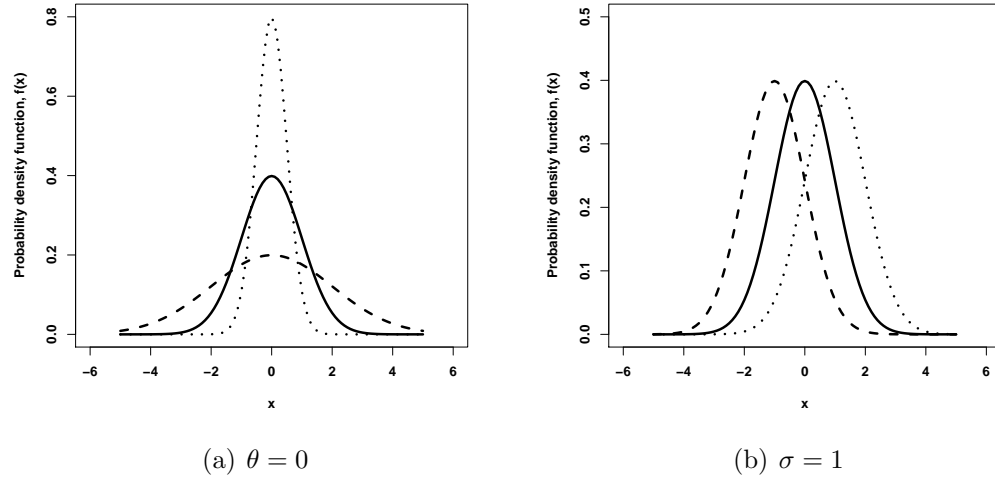 Probability density function, f(x)
0.8
0.6
0.4
0.2
0.0
−6 −4 −2 0 2 4 6
x
(a) θ = 0
Probability density function, f(x)
0.5
0.4
0.3
0.2
0.1
0.0
−6 −4 −2 0 2 4 6
x
(b) σ = 1